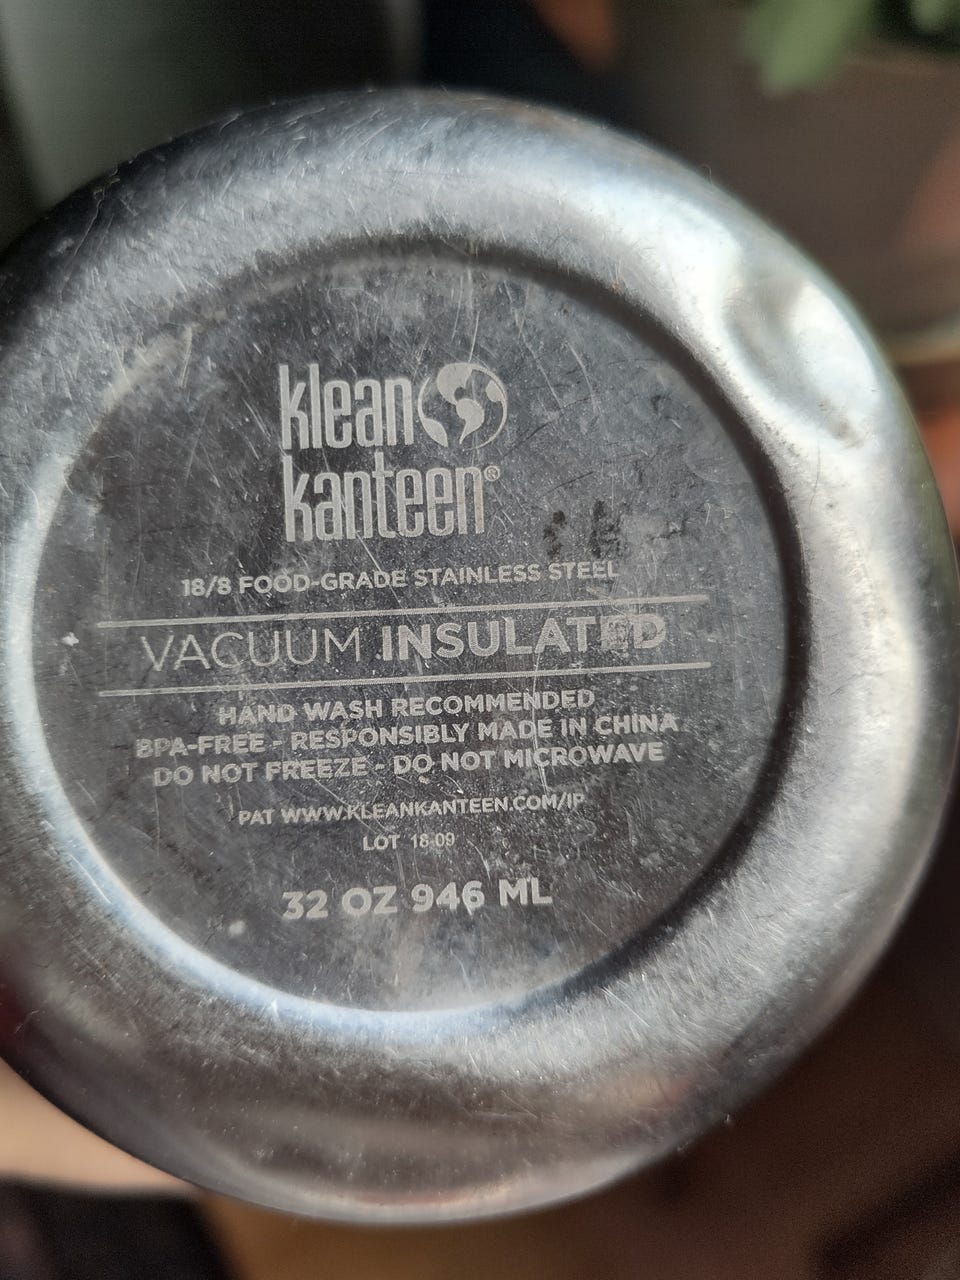 klean
kanteen®
18/8 FOOD-GRADE STAINLESS STEEL
VACUUM INSULATED
HAND WASH RECOMMENDED
BPA-FREE - RESPONSIBLY MADE IN CHINA
DO NOT FREEZE - DO NOT MICROWAVE
PAT WWW.KLEANKANTEEN.COM/IP
LOT 18-09
32 OZ 946 ML